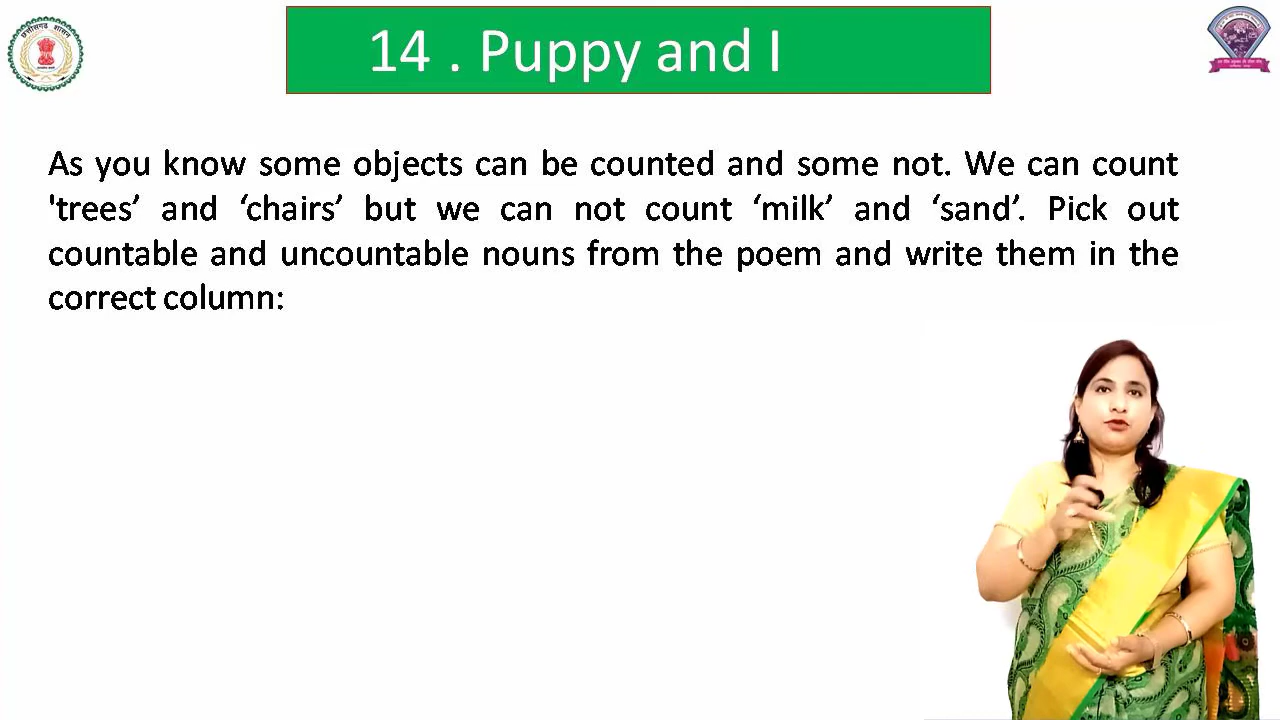 14 . Puppy and I
As you know some objects can be counted and some not. We can count
'trees’ and ‘chairs’ but we can not count ‘milk’ and ‘sand’. Pick out
countable and uncountable nouns from the poem and write them in the
correct column: